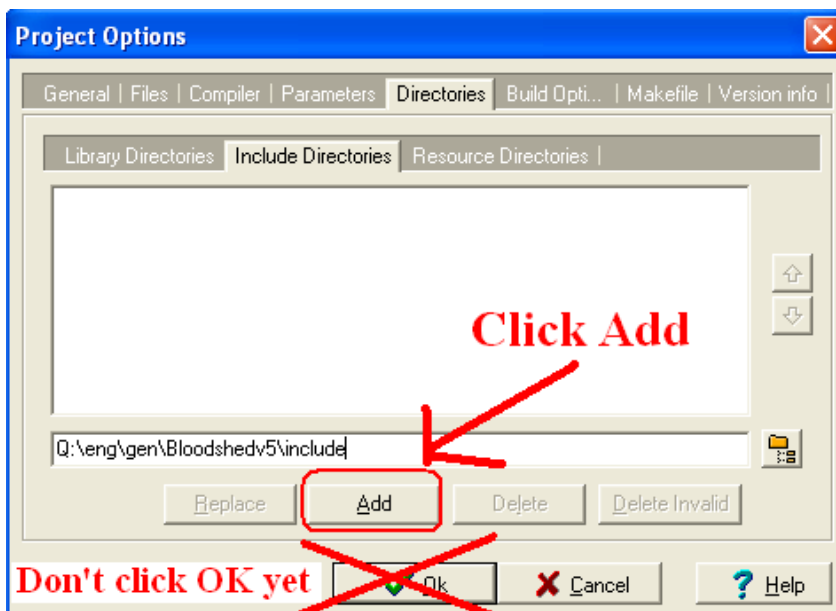 Project Options
General | Files | Compiler | Parameters Directories Build Opti... | Makefile | Version info |
Library Directories Include Directories Resource Directories |
Click Add
Q:\eng\gen\Bloodshedv5\include
Replace Add Delete Delete Invalid
Don't click OK yet Ok Cancel ? Help